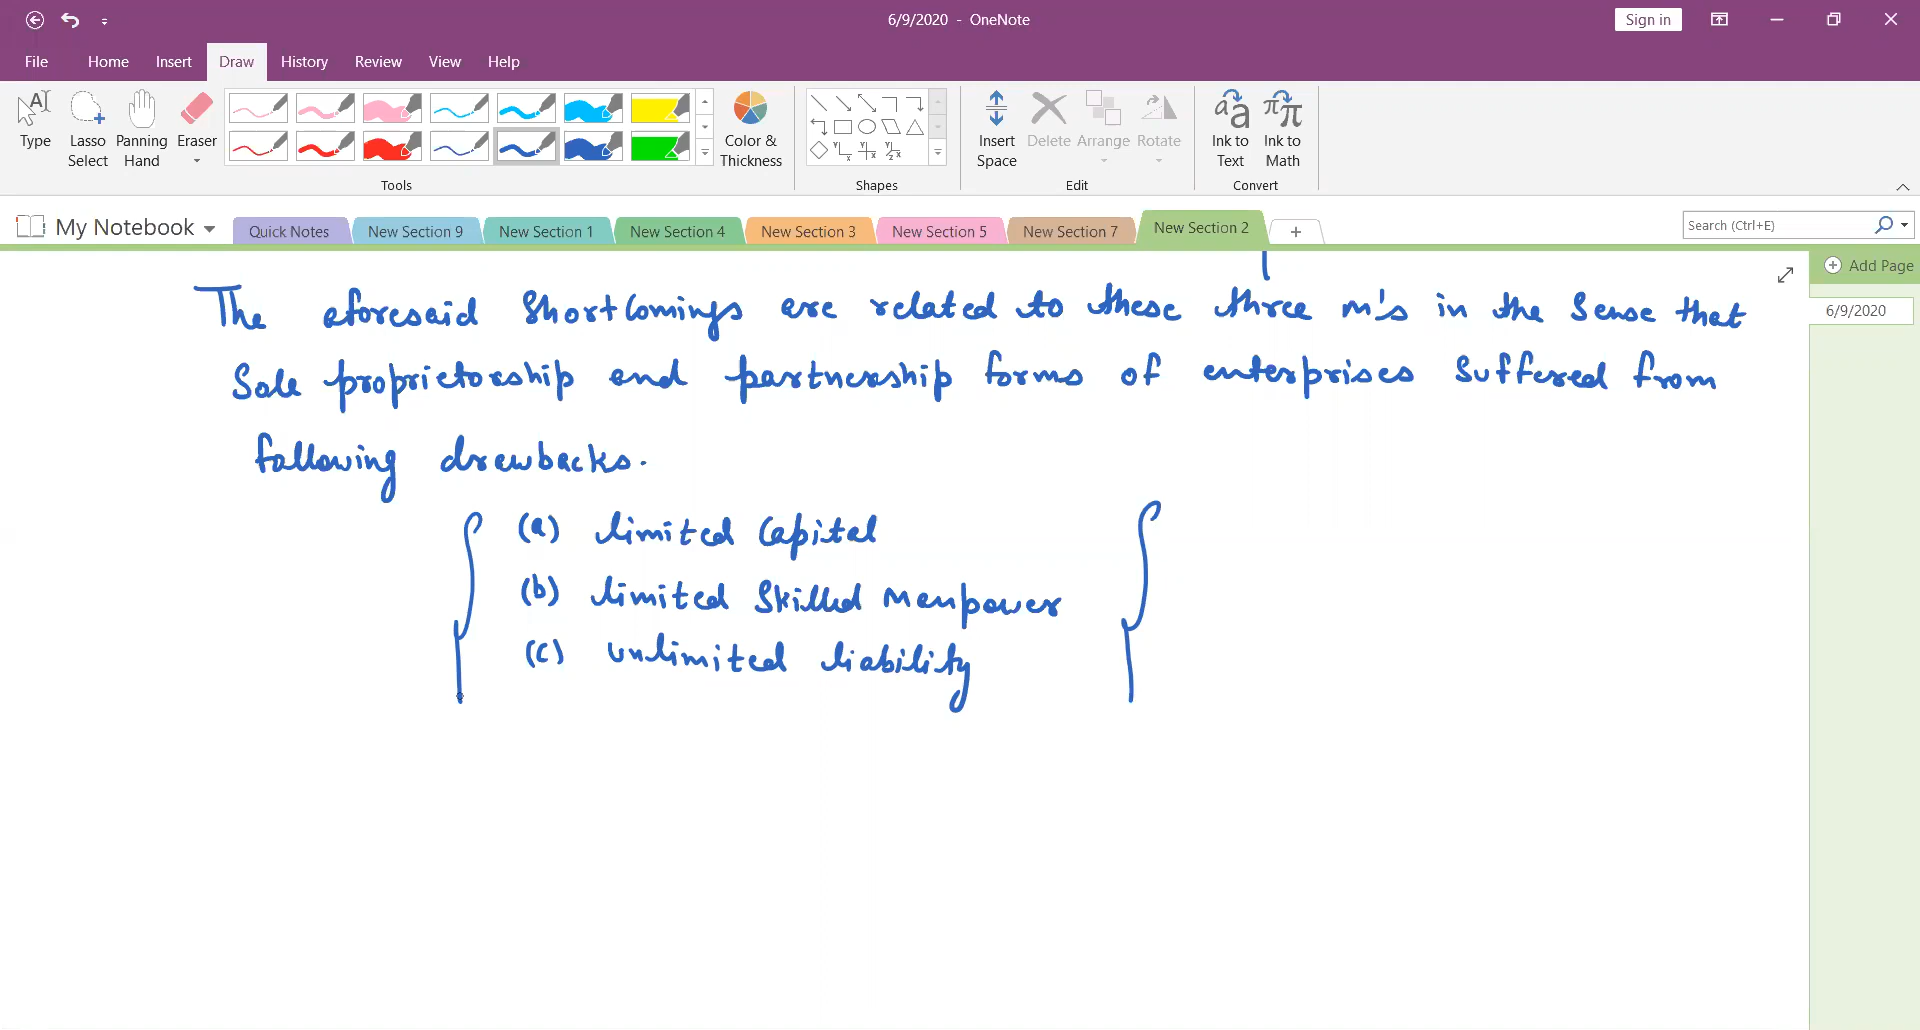 6/9/2020 - OneNote
Sign in
File Home Insert Draw History Review View Help
Type
Lasso Select
Panning Hand
Eraser
Color & Thickness
Insert Space
Delete
Arrange
Rotate
Ink to Text
Ink to Math
Tools Shapes Edit Convert
My Notebook Quick Notes New Section 9 New Section 1 New Section 4 New Section 3 New Section 5 New Section 7 New Section 2 + Search (Ctrl+E)
Add Page
6/9/2020
The aforesaid Shortcomings are related to these three m's in the sense that
Sole proprietorship and partnership forms of enterprises suffered from
following drawbacks.
(a) limited Capital
(b) limited Skilled Manpower
(c) unlimited liability